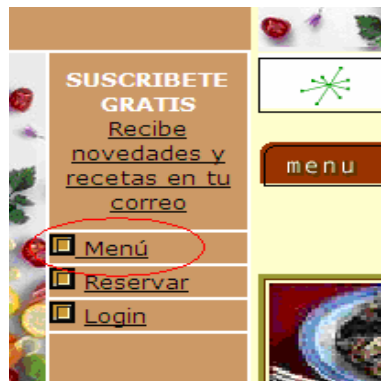 SUSCRIBETE
GRATIS
Recibe
novedades y
recetas en tu
correo
Menú
Reservar
Login
menu